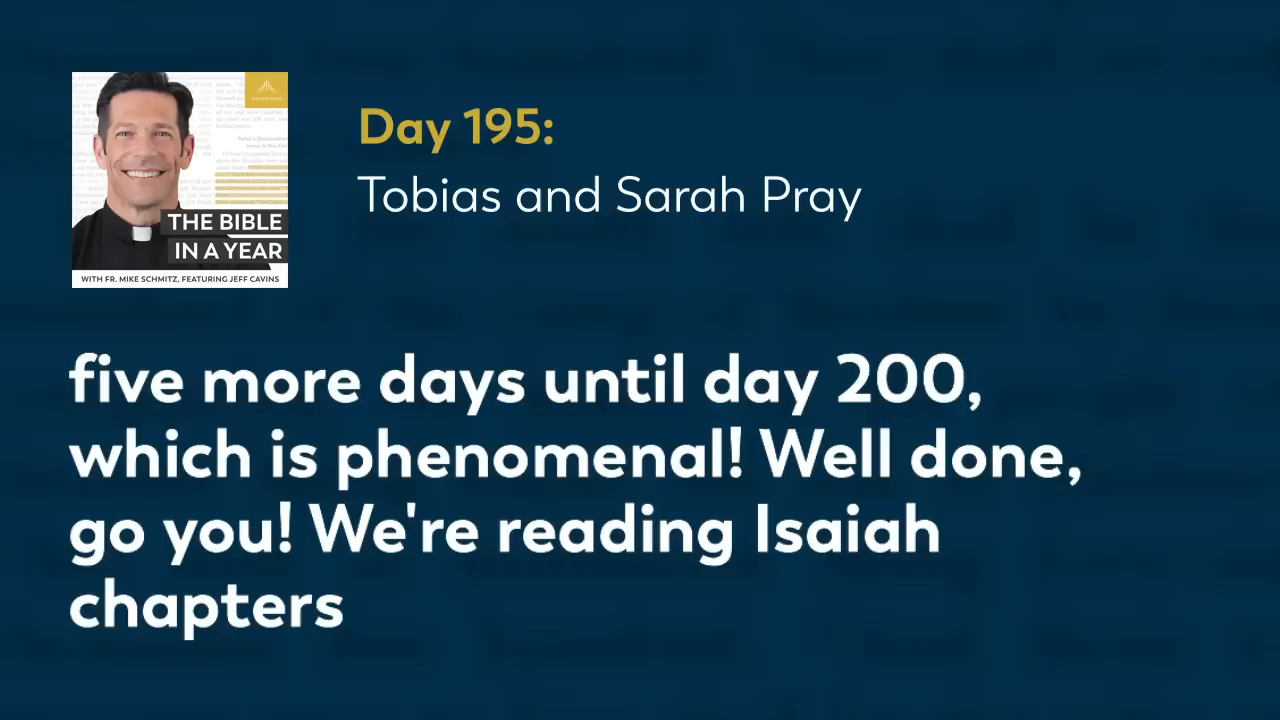 Day 195:
Tobias and Sarah Pray
THE BIBLE
IN A YEAR
WITH FR. MIKE SCHMITZ, FEATURING JEFF CAVINS
five more days until day 200,
which is phenomenal! Well done,
go you! We're reading Isaiah
chapters